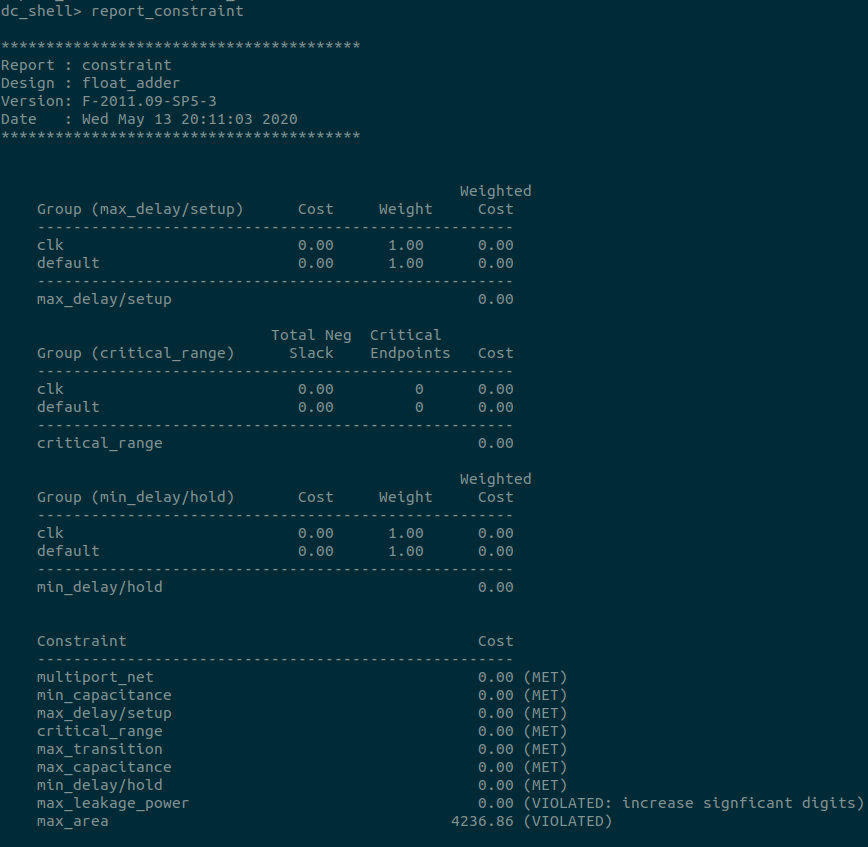 dc_shell> report_constraint
****************************************
Report : constraint
Design : float_adder
Version: F-2011.09-SP5-3
Date   : Wed May 13 20:11:03 2020
****************************************
                                                   Weighted
    Group (max_delay/setup)      Cost     Weight     Cost
    -----------------------------------------------------
    clk                          0.00      1.00      0.00
    default                      0.00      1.00      0.00
    -----------------------------------------------------
    max_delay/setup                                  0.00
                              Total Neg  Critical
    Group (critical_range)      Slack    Endpoints   Cost
    -----------------------------------------------------
    clk                          0.00         0      0.00
    default                      0.00         0      0.00
    -----------------------------------------------------
    critical_range                                   0.00
                                                   Weighted
    Group (min_delay/hold)       Cost     Weight     Cost
    -----------------------------------------------------
    clk                          0.00      1.00      0.00
    default                      0.00      1.00      0.00
    -----------------------------------------------------
    min_delay/hold                                   0.00
    Constraint                                       Cost
    -----------------------------------------------------
    multiport_net                                    0.00 (MET)
    min_capacitance                                  0.00 (MET)
    max_delay/setup                                  0.00 (MET)
    critical_range                                   0.00 (MET)
    max_transition                                   0.00 (MET)
    max_capacitance                                  0.00 (MET)
    min_delay/hold                                   0.00 (MET)
    max_leakage_power                                0.00 (VIOLATED: increase signficant digits)
    max_area                                      4236.86 (VIOLATED)